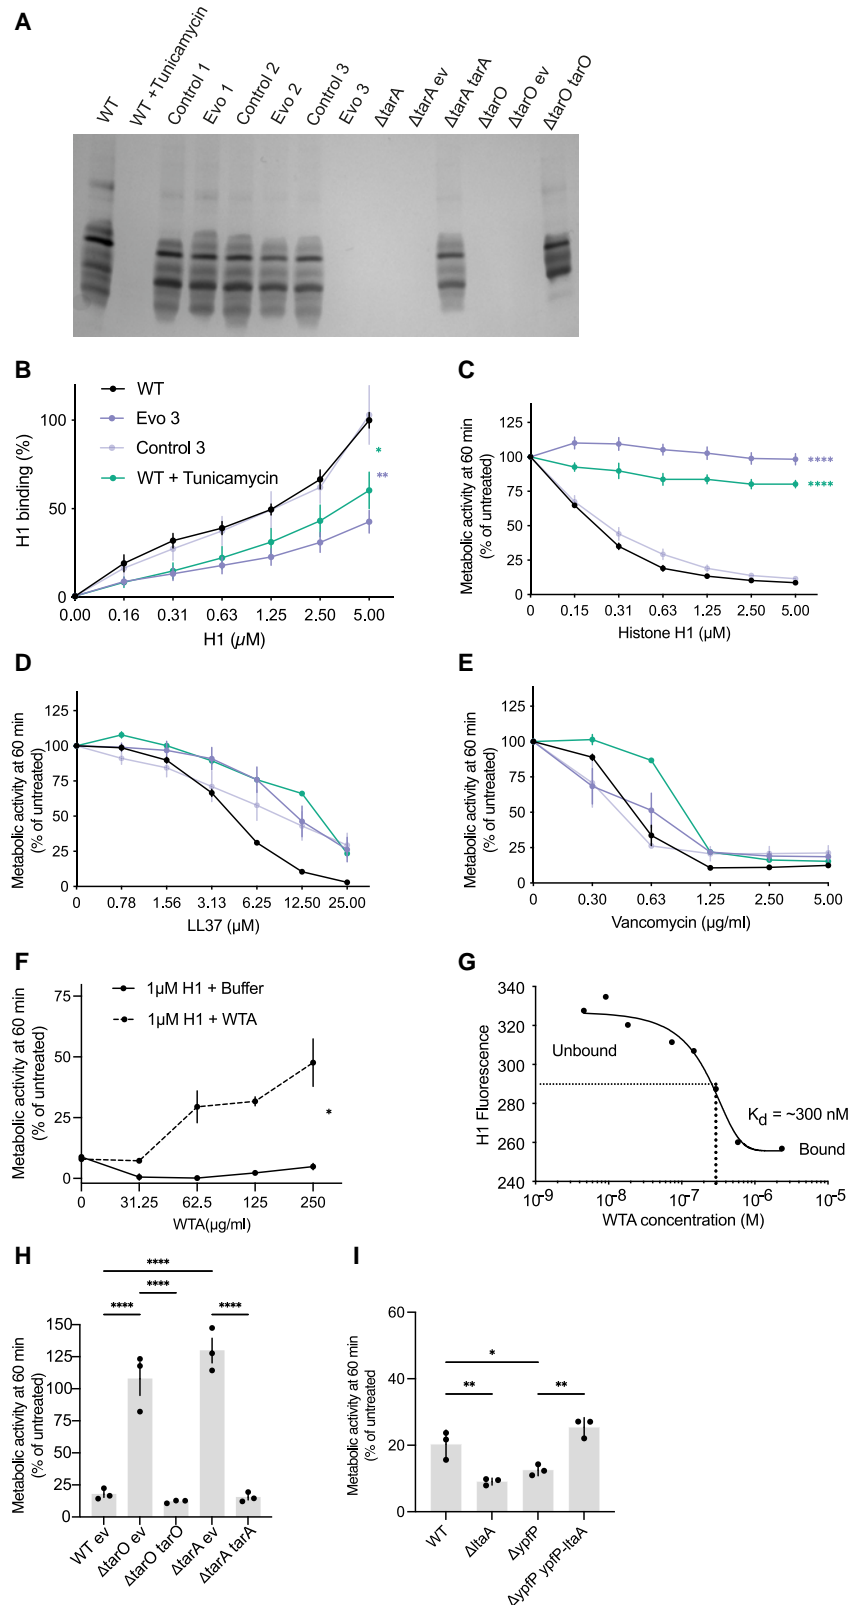 A
WT
WT + Tunicamycin
Control 1
Evo 1
Control 2
Evo 2
Control 3
Evo 3
ΔtarA
ΔtarA ev
ΔtarA tarA
ΔtarO
ΔtarO ev
ΔtarO tarO
B
WT
Evo 3
Control 3
WT + Tunicamycin
H1 binding (%)
100
50
0
*
**
0.00 0.16 0.31 0.63 1.25 2.50 5.00
H1 (µM)
C
Metabolic activity at 60 min
(% of untreated)
125
100
75
50
25
0
****
****
0 0.15 0.31 0.63 1.25 2.50 5.00
Histone H1 (µM)
D
Metabolic activity at 60 min
(% of untreated)
125
100
75
50
25
0
0 0.78 1.56 3.13 6.25 12.50 25.00
LL37 (µM)
E
Metabolic activity at 60 min
(% of untreated)
125
100
75
50
25
0
0 0.30 0.60 0.63 1.25 2.50 5.00
Vancomycin (µg/ml)
F
1µM H1 + Buffer
1µM H1 + WTA
Metabolic activity at 60 min
(% of untreated)
75
50
25
0
*
0 31.25 62.5 125 250
WTA(µg/ml)
G
H1 Fluorescence
340
320
300
280
260
240
Unbound
Kd = ~300 nM
Bound
10-9 10-8 10-7 10-6 10-5
WTA concentration (M)
H
Metabolic activity at 60 min
(% of untreated)
150
125
100
75
50
25
0
****
****
**** ****
WT ev
ΔtarO ev
ΔtarO tarO
ΔtarA ev
ΔtarA tarA
I
Metabolic activity at 60 min
(% of untreated)
60
40
20
0
*
** **
WT
ΔltaA
ΔypfP
ΔypfP ypfP-ltaA